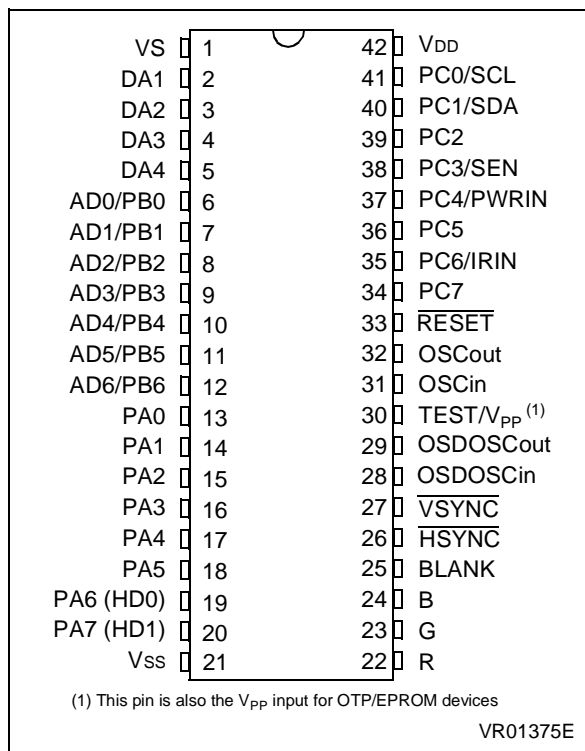 VS 1 42 VDD
DA1 2 41 PC0/SCL
DA2 3 40 PC1/SDA
DA3 4 39 PC2
DA4 5 38 PC3/SEN
AD0/PB0 6 37 PC4/PWRIN
AD1/PB1 7 36 PC5
AD2/PB2 8 35 PC6/IRIN
AD3/PB3 9 34 PC7
AD4/PB4 10 33 RESET
AD5/PB5 11 32 OSCout
AD6/PB6 12 31 OSCin
PA0 13 30 TEST/VPP (1)
PA1 14 29 OSDOSCout
PA2 15 28 OSDOSCin
PA3 16 27 VSYNC
PA4 17 26 HSYNC
PA5 18 25 BLANK
PA6 (HD0) 19 24 B
PA7 (HD1) 20 23 G
VSS 21 22 R
(1) This pin is also the VPP input for OTP/EPROM devices
VR01375E